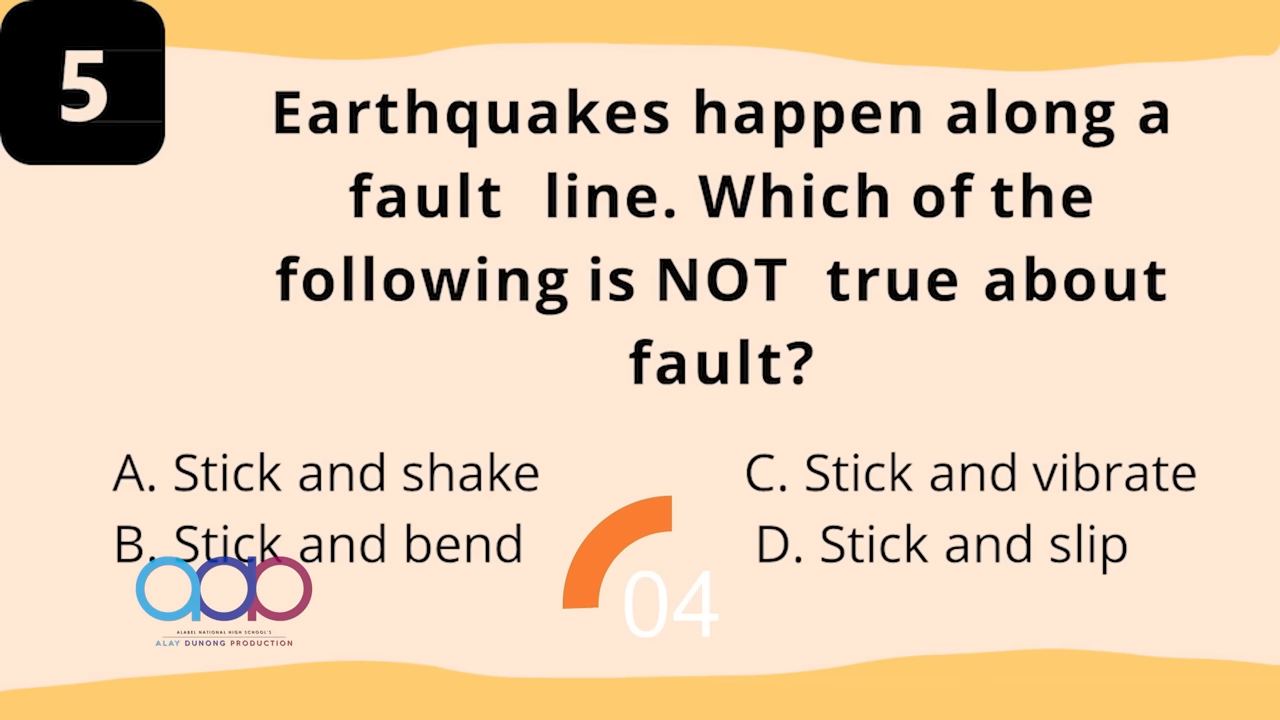 5
Earthquakes happen along a
fault line. Which of the
following is NOT true about
fault?
A. Stick and shake
B. Stick and bend
C. Stick and vibrate
D. Stick and slip
04
aab
ALABEL NATIONAL HIGH SCHOOL'S
ALAY DUNONG PRODUCTION